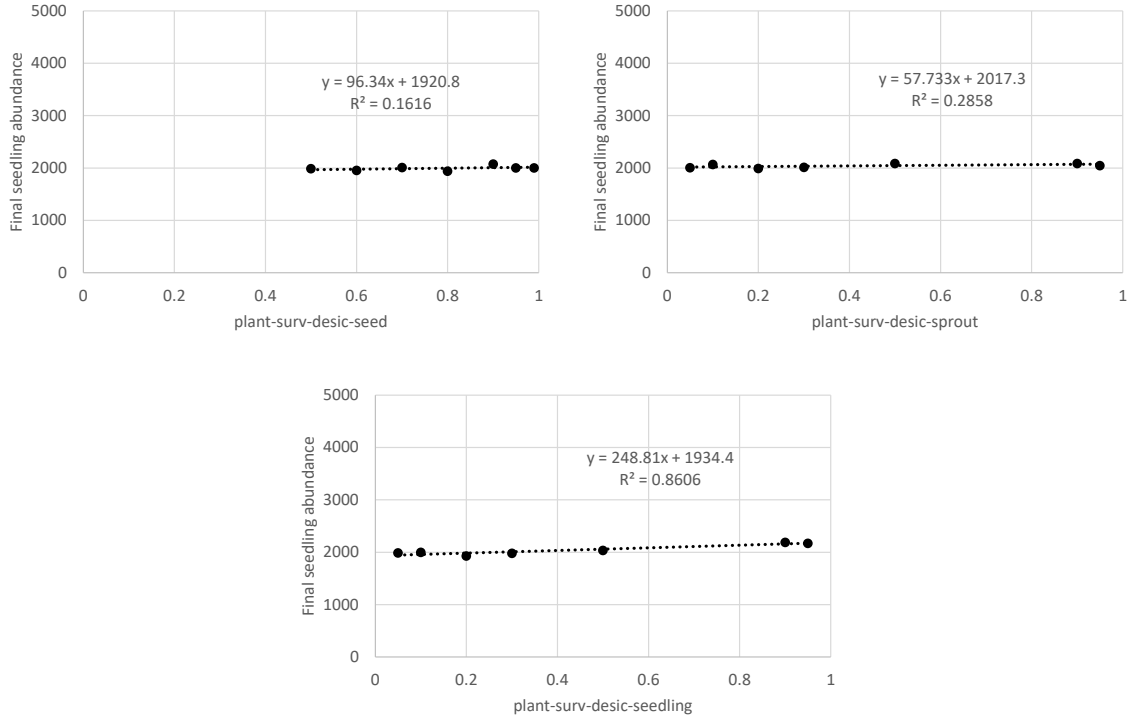 5000
4000
3000
2000
1000
0
Final seedling abundance
y = 96.34x + 1920.8
R² = 0.1616
0 0.2 0.4 0.6 0.8 1
plant-surv-desic-seed
5000
4000
3000
2000
1000
0
Final seedling abundance
y = 57.733x + 2017.3
R² = 0.2858
0 0.2 0.4 0.6 0.8 1
plant-surv-desic-sprout
5000
4000
3000
2000
1000
0
Final seedling abundance
y = 248.81x + 1934.4
R² = 0.8606
0 0.2 0.4 0.6 0.8 1
plant-surv-desic-seedling